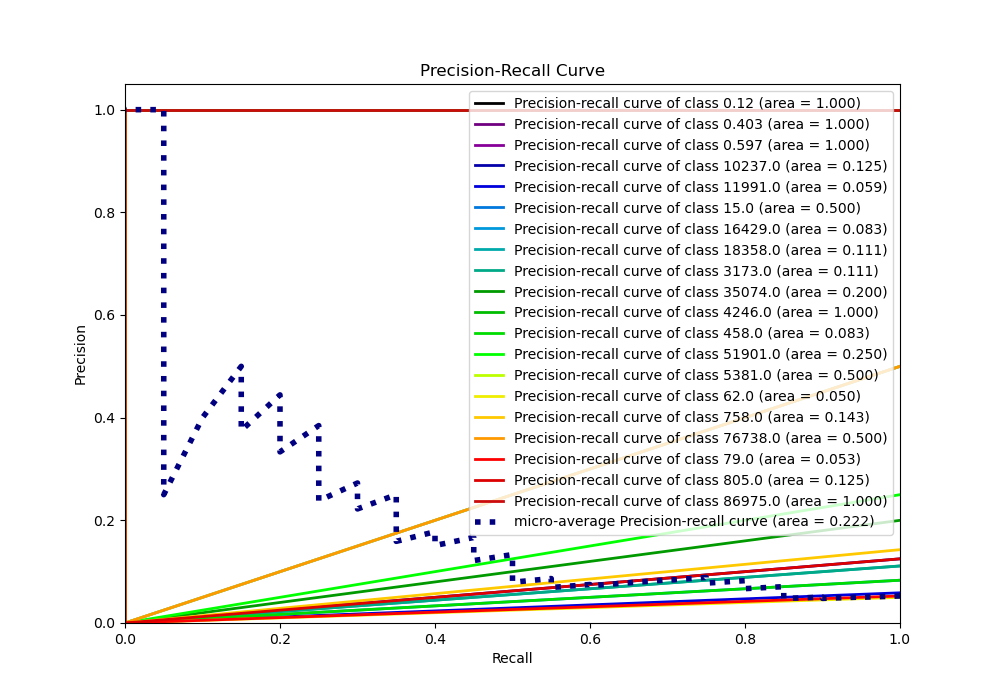 Precision-Recall Curve
Precision
1.0
0.8
0.6
0.4
0.2
0.0
Precision-recall curve of class 0.12 (area = 1.000)
Precision-recall curve of class 0.403 (area = 1.000)
Precision-recall curve of class 0.597 (area = 1.000)
Precision-recall curve of class 10237.0 (area = 0.125)
Precision-recall curve of class 11991.0 (area = 0.059)
Precision-recall curve of class 15.0 (area = 0.500)
Precision-recall curve of class 16429.0 (area = 0.083)
Precision-recall curve of class 18358.0 (area = 0.111)
Precision-recall curve of class 3173.0 (area = 0.111)
Precision-recall curve of class 35074.0 (area = 0.200)
Precision-recall curve of class 4246.0 (area = 1.000)
Precision-recall curve of class 458.0 (area = 0.083)
Precision-recall curve of class 51901.0 (area = 0.250)
Precision-recall curve of class 5381.0 (area = 0.500)
Precision-recall curve of class 62.0 (area = 0.050)
Precision-recall curve of class 758.0 (area = 0.143)
Precision-recall curve of class 76738.0 (area = 0.500)
Precision-recall curve of class 79.0 (area = 0.053)
Precision-recall curve of class 805.0 (area = 0.125)
Precision-recall curve of class 86975.0 (area = 1.000)
micro-average Precision-recall curve (area = 0.222)
0.0 0.2 0.4 0.6 0.8 1.0
Recall